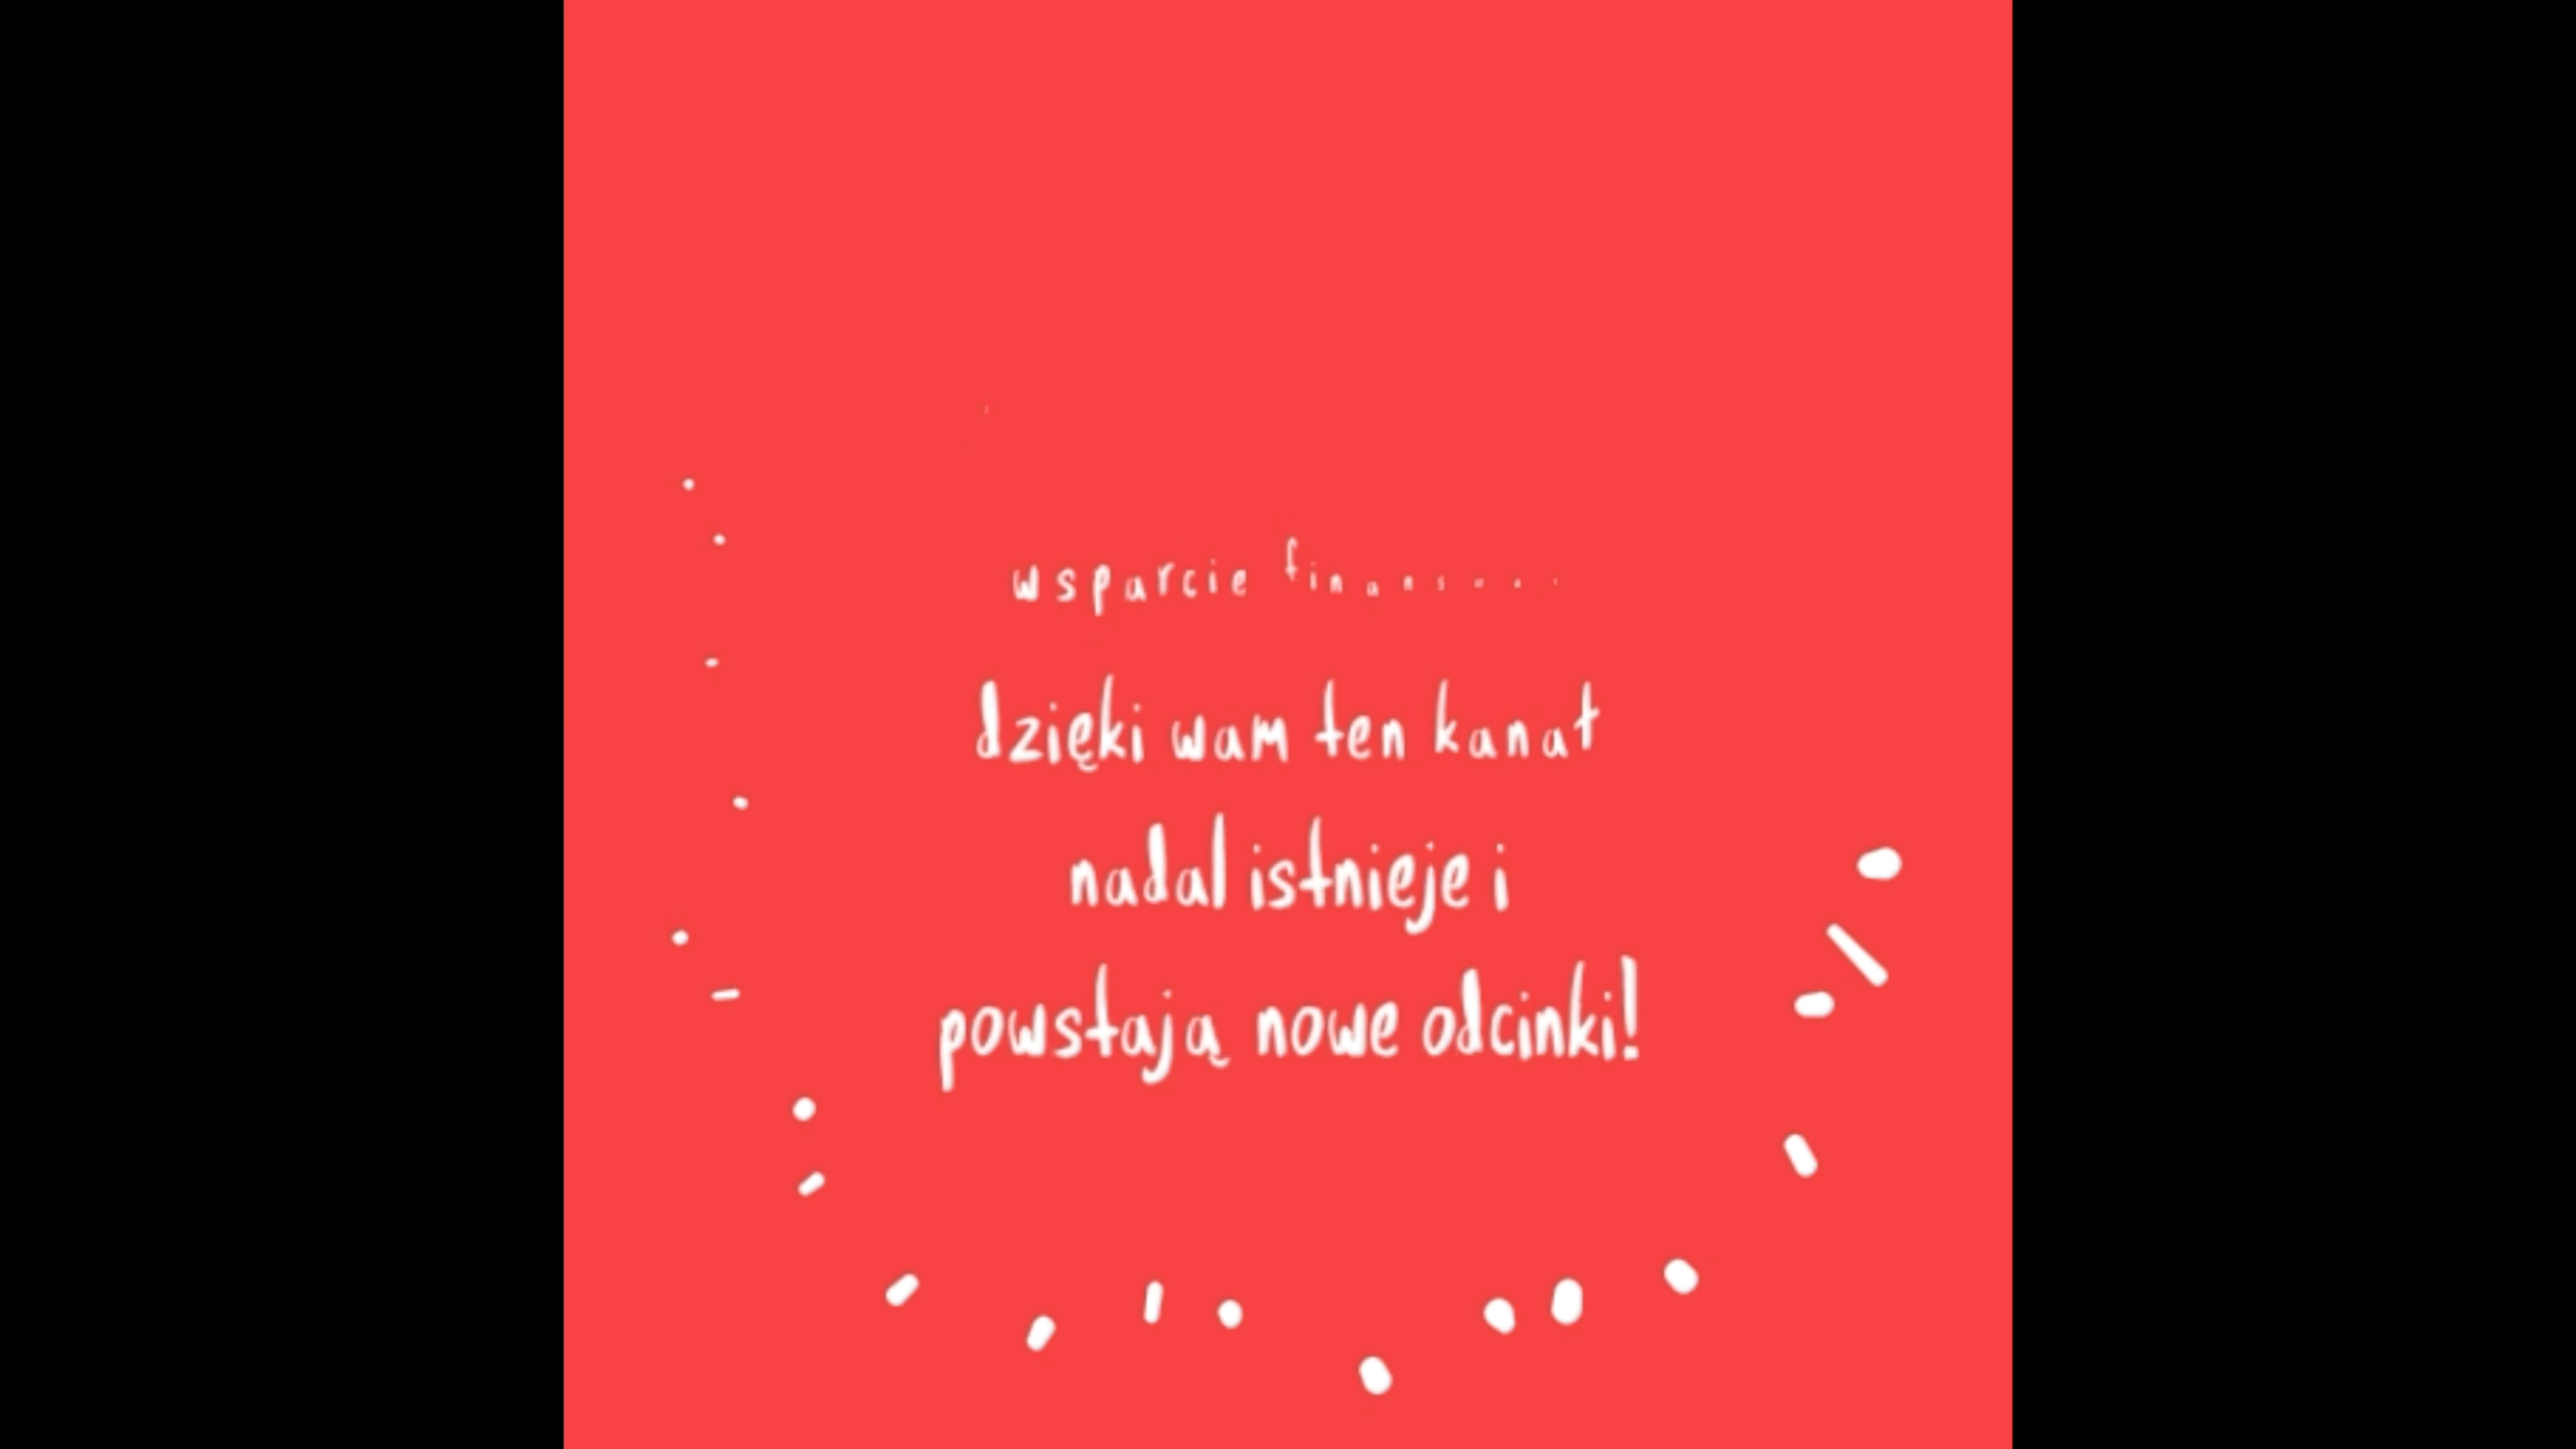 wsparcie
dzięki wam ten kanał
nadal istnieje i
powstają nowe odcinki!